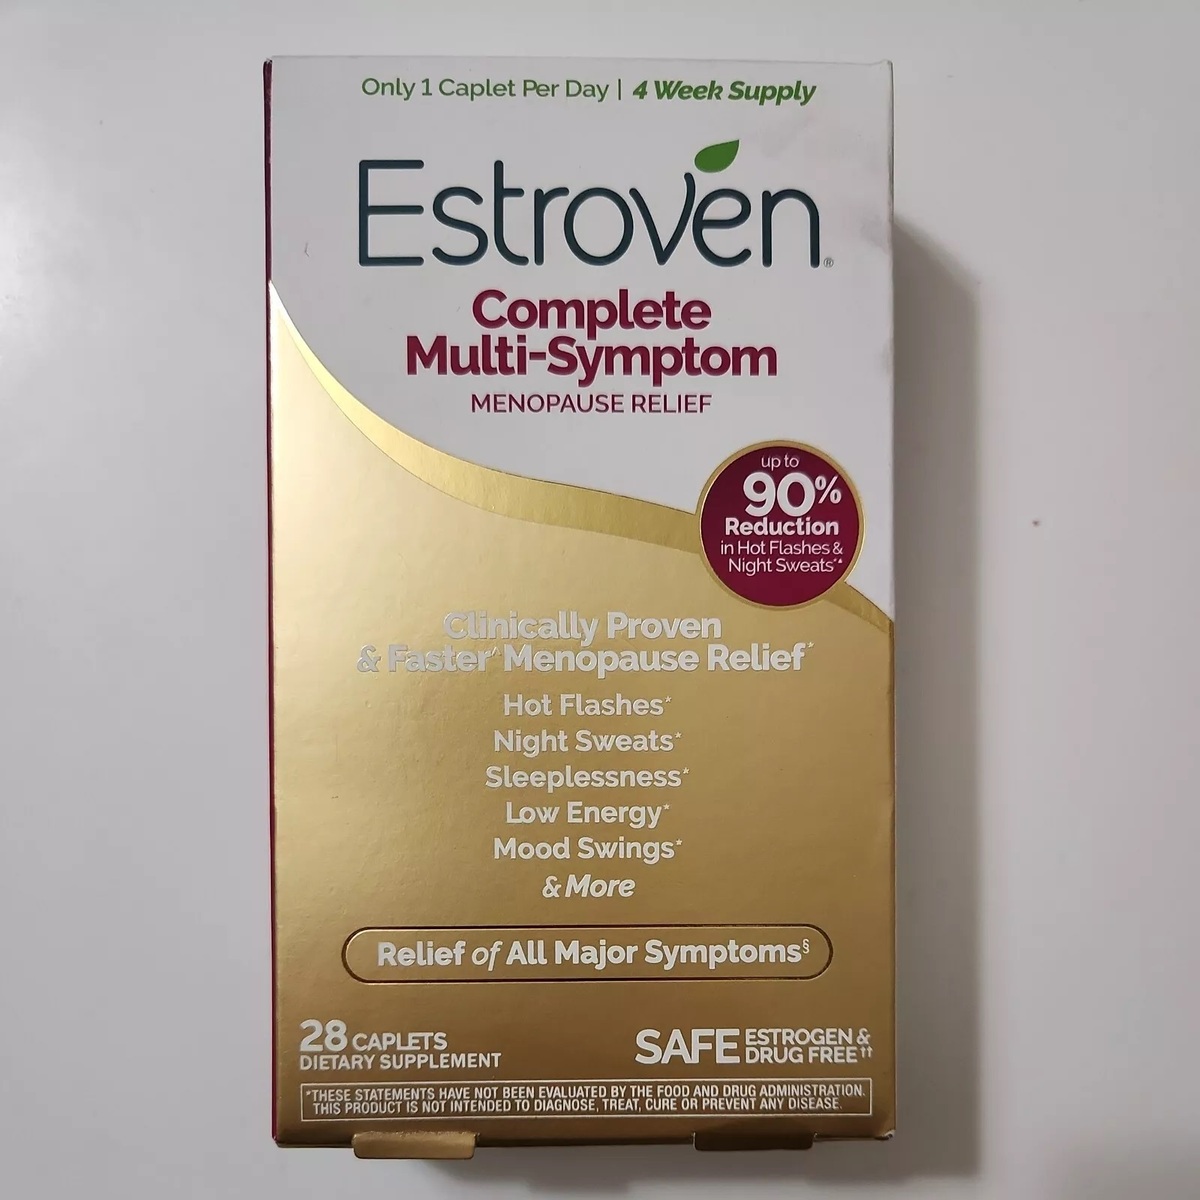 Only 1 Caplet Per Day | 4 Week Supply
Estroven®
Complete
Multi-Symptom
MENOPAUSE RELIEF
up to
90%
Reduction
in Hot Flashes &
Night Sweats*^
Clinically Proven
& Faster^ Menopause Relief*
Hot Flashes*
Night Sweats*
Sleeplessness*
Low Energy*
Mood Swings*
& More
Relief of All Major Symptoms§
28 CAPLETS
DIETARY SUPPLEMENT
SAFE ESTROGEN &
DRUG FREE††
*THESE STATEMENTS HAVE NOT BEEN EVALUATED BY THE FOOD AND DRUG ADMINISTRATION.
THIS PRODUCT IS NOT INTENDED TO DIAGNOSE, TREAT, CURE OR PREVENT ANY DISEASE.